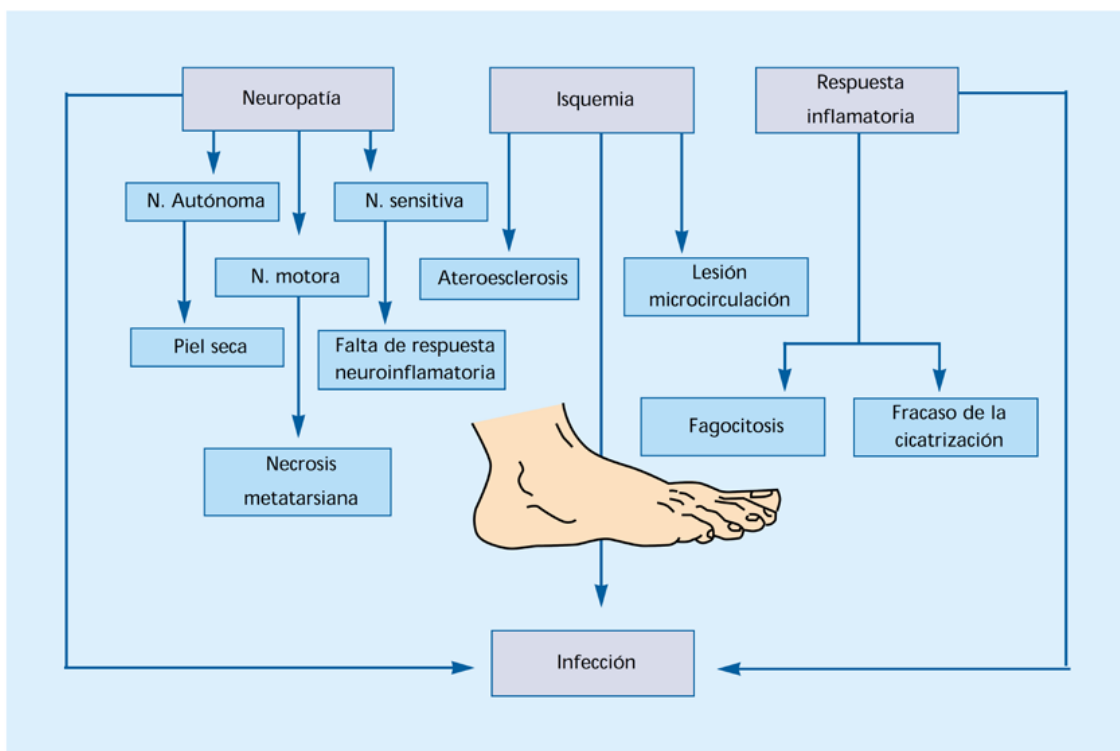 Neuropatía
Isquemia
Respuesta
inflamatoria
N. Autónoma
N. sensitiva
N. motora
Ateroesclerosis
Lesión
microcirculación
Piel seca
Falta de respuesta
neuroinflamatoria
Fagocitosis
Fracaso de la
cicatrización
Necrosis
metatarsiana
Infección